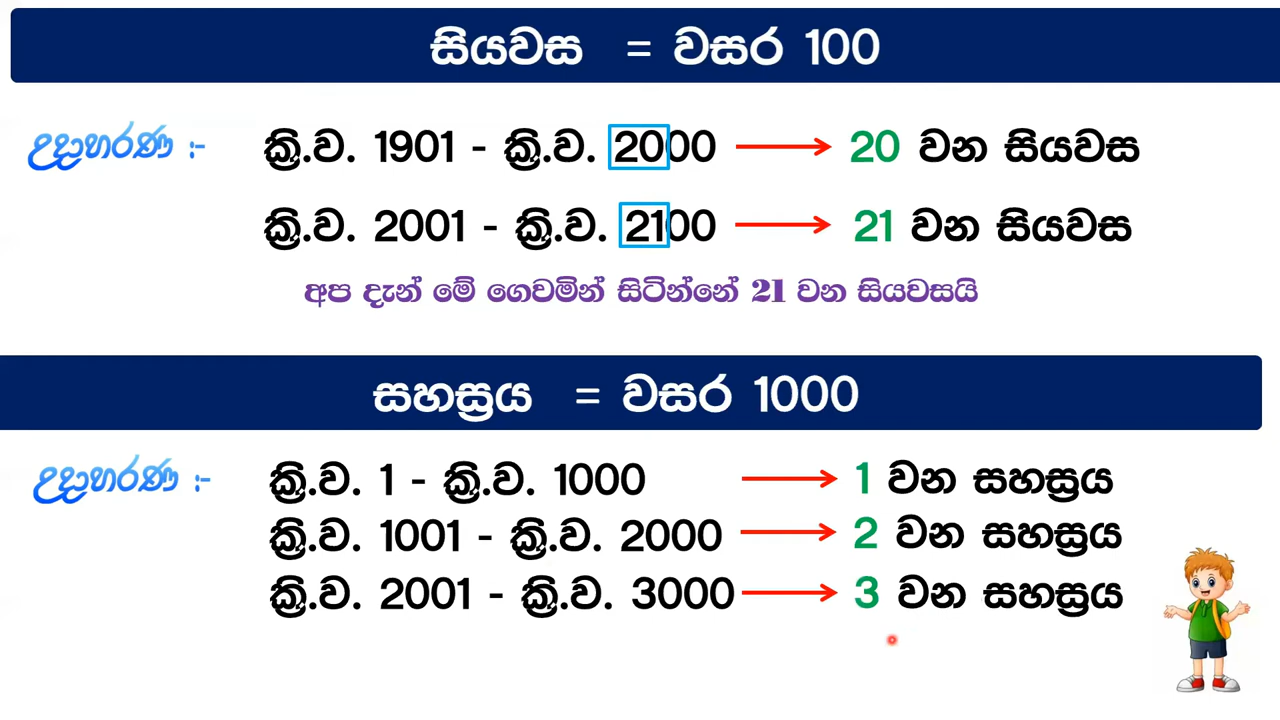 සියවස = වසර 100
උදාහරණ :- ක්‍රි.ව. 1901 - ක්‍රි.ව. 2000 → 20 වන සියවස
ක්‍රි.ව. 2001 - ක්‍රි.ව. 2100 → 21 වන සියවස
අප දැන් මේ ගෙවමින් සිටින්නේ 21 වන සියවසයි
සහස්‍රය = වසර 1000
උදාහරණ :- ක්‍රි.ව. 1 - ක්‍රි.ව. 1000 → 1 වන සහස්‍රය
ක්‍රි.ව. 1001 - ක්‍රි.ව. 2000 → 2 වන සහස්‍රය
ක්‍රි.ව. 2001 - ක්‍රි.ව. 3000 → 3 වන සහස්‍රය